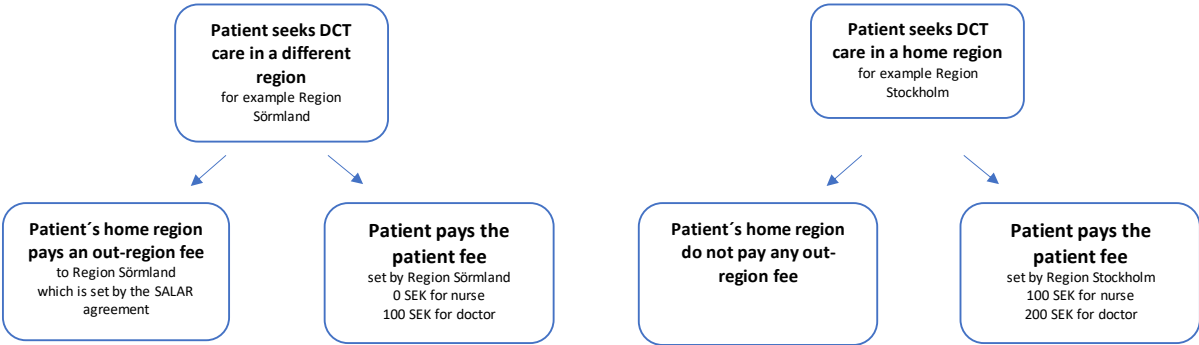 Patient seeks DCT
care in a different
region
for example Region
Sörmland
Patient seeks DCT
care in a home region
for example Region
Stockholm
Patient´s home region
pays an out-region fee
to Region Sörmland
which is set by the SALAR
agreement
Patient pays the
patient fee
set by Region Sörmland
0 SEK for nurse
100 SEK for doctor
Patient´s home region
do not pay any out-
region fee
Patient pays the
patient fee
set by Region Stockholm
100 SEK for nurse
200 SEK for doctor